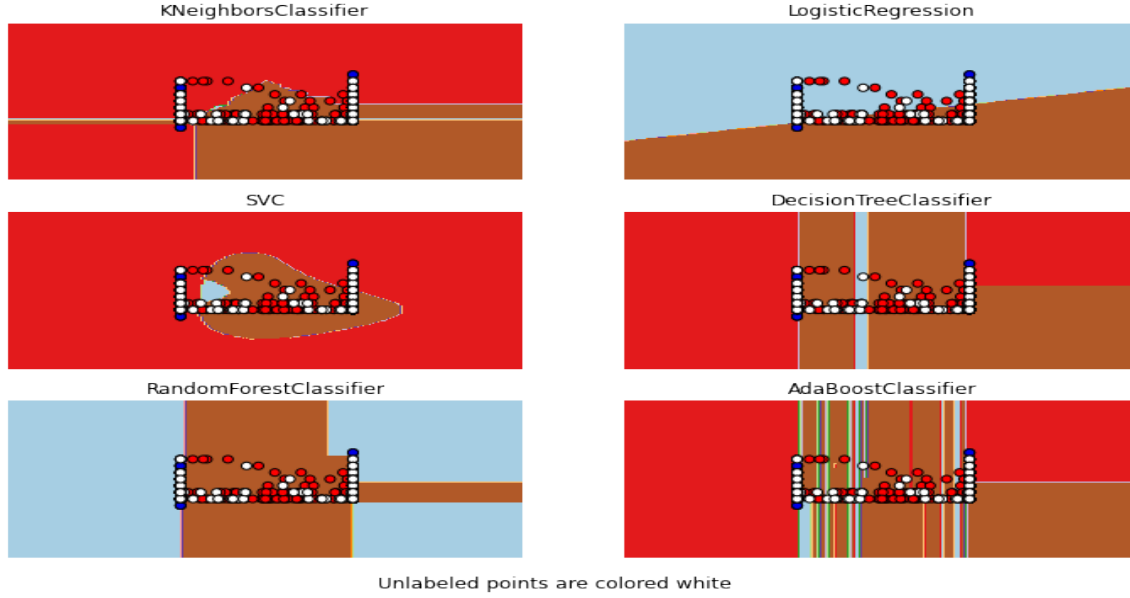 KNeighborsClassifier
LogisticRegression
SVC
DecisionTreeClassifier
RandomForestClassifier
AdaBoostClassifier
Unlabeled points are colored white